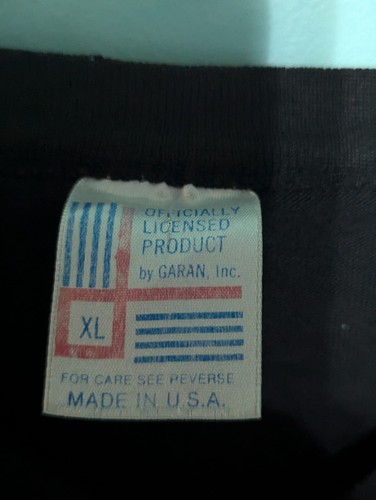 OFFICIALLY
LICENSED
PRODUCT
by GARAN, Inc.
XL
FOR CARE SEE REVERSE
MADE IN U.S.A.